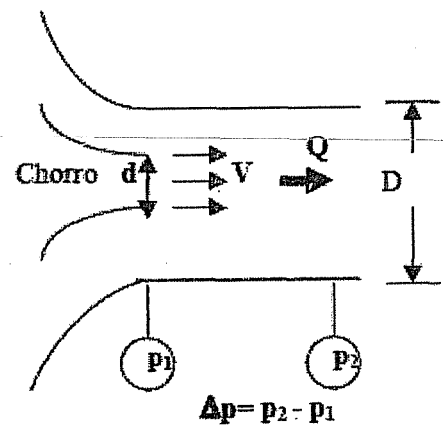 Q
Chorro d V D
p₁ p₂
Δp= p₂ - p₁